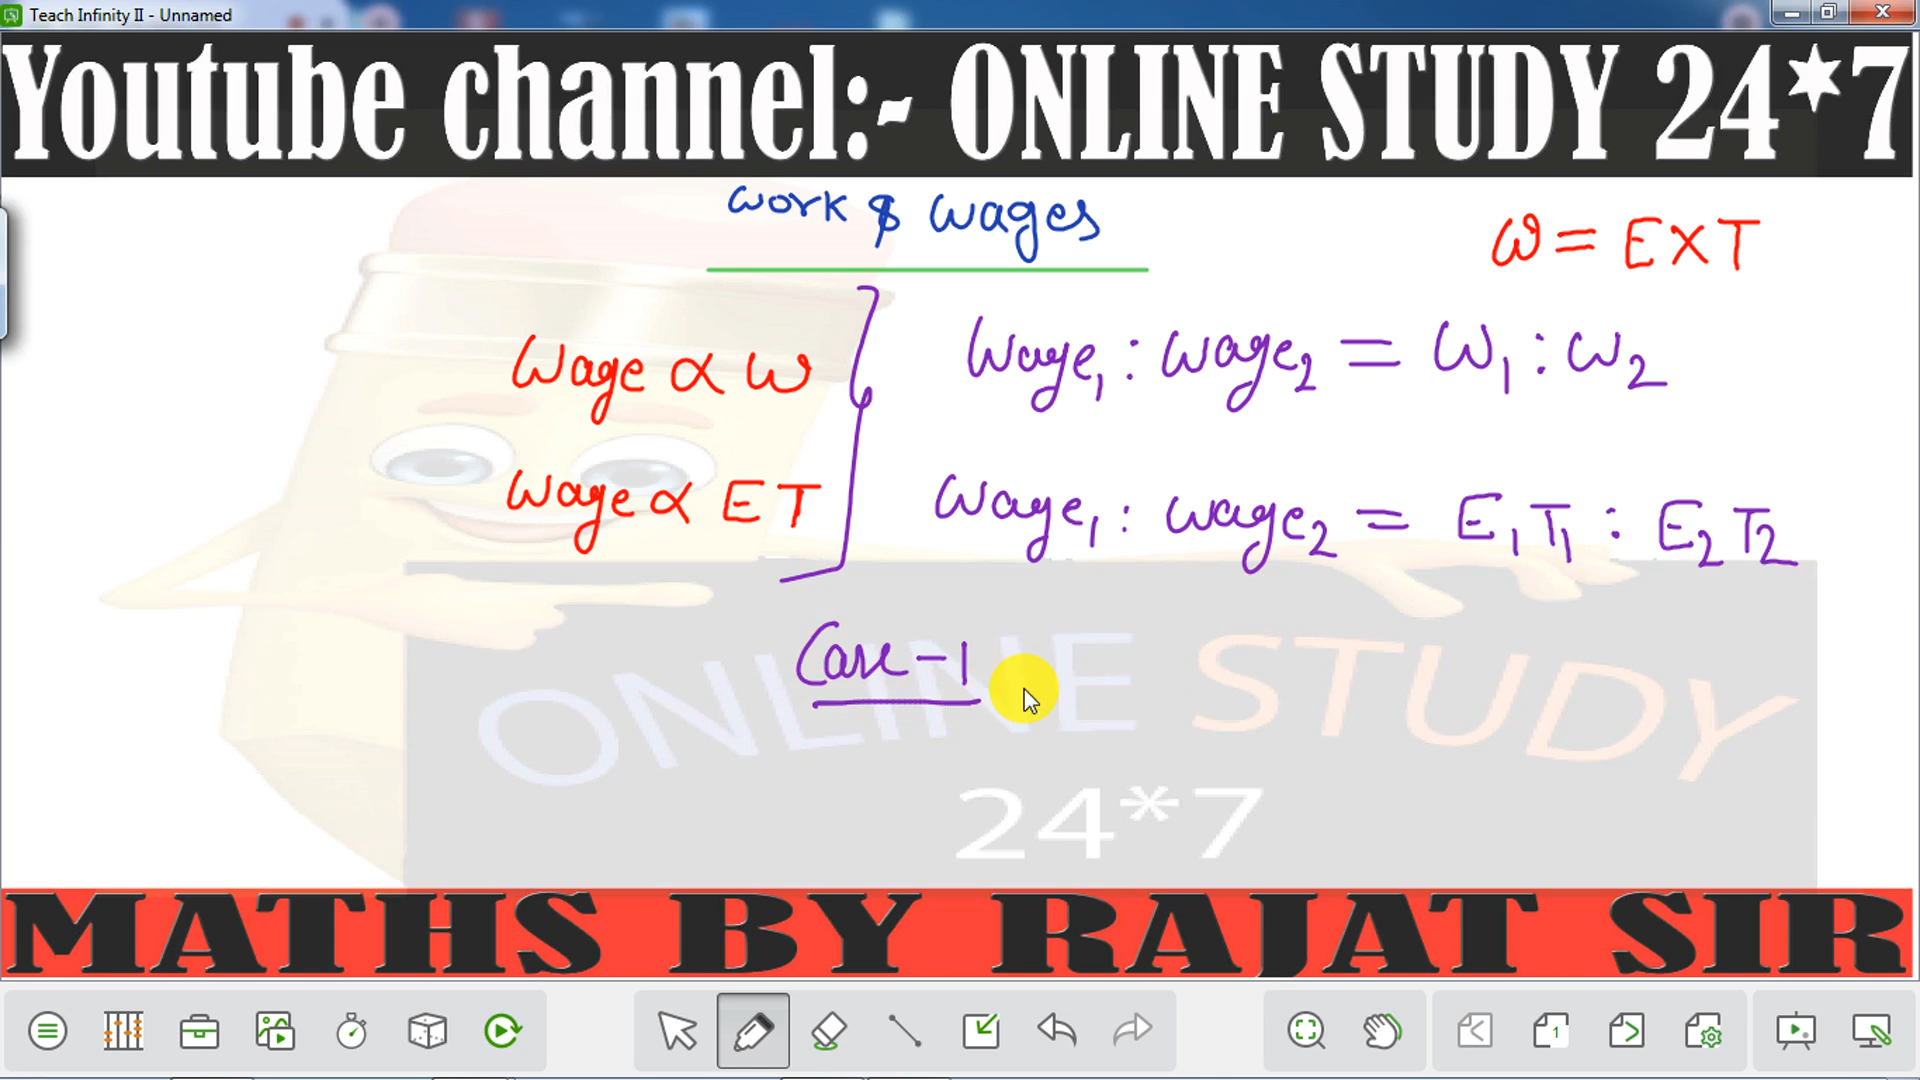 Teach Infinity II - Unnamed
Youtube channel:- ONLINE STUDY 24*7
Work & Wages
W = E X T
Wage ∝ W
Wage1 : Wage2 = W1 : W2
Wage ∝ E T
Wage1 : Wage2 = E1T1 : E2T2
Case-1
ONLINE STUDY
24*7
MATHS BY RAJAT SIR
1